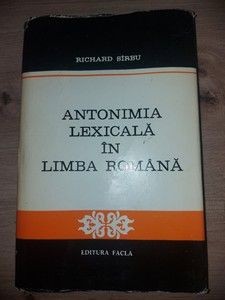 RICHARD SÎRBU
ANTONIMIA
LEXICALĂ
ÎN
LIMBA ROMÂNĂ
EDITURA FACLA